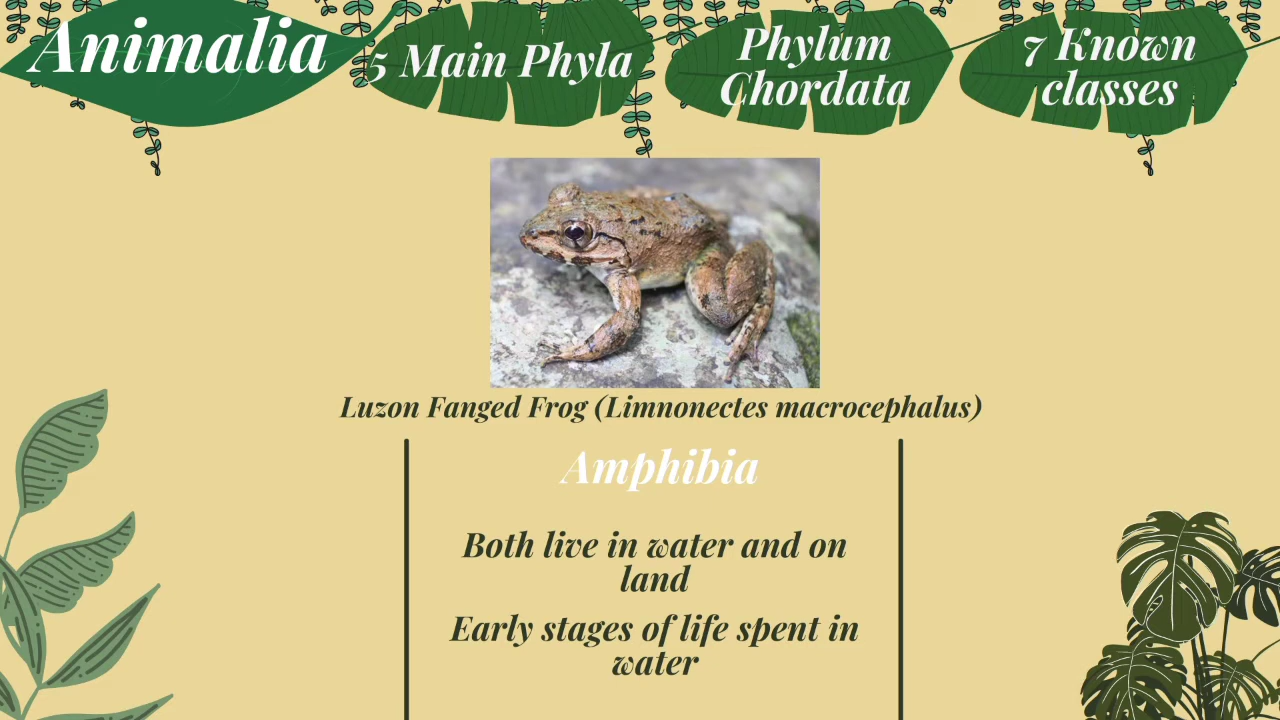 Animalia
5 Main Phyla
Phylum
Chordata
7 Known
classes
Luzon Fanged Frog (Limnonectes macrocephalus)
Amphibia
Both live in water and on
land
Early stages of life spent in
water